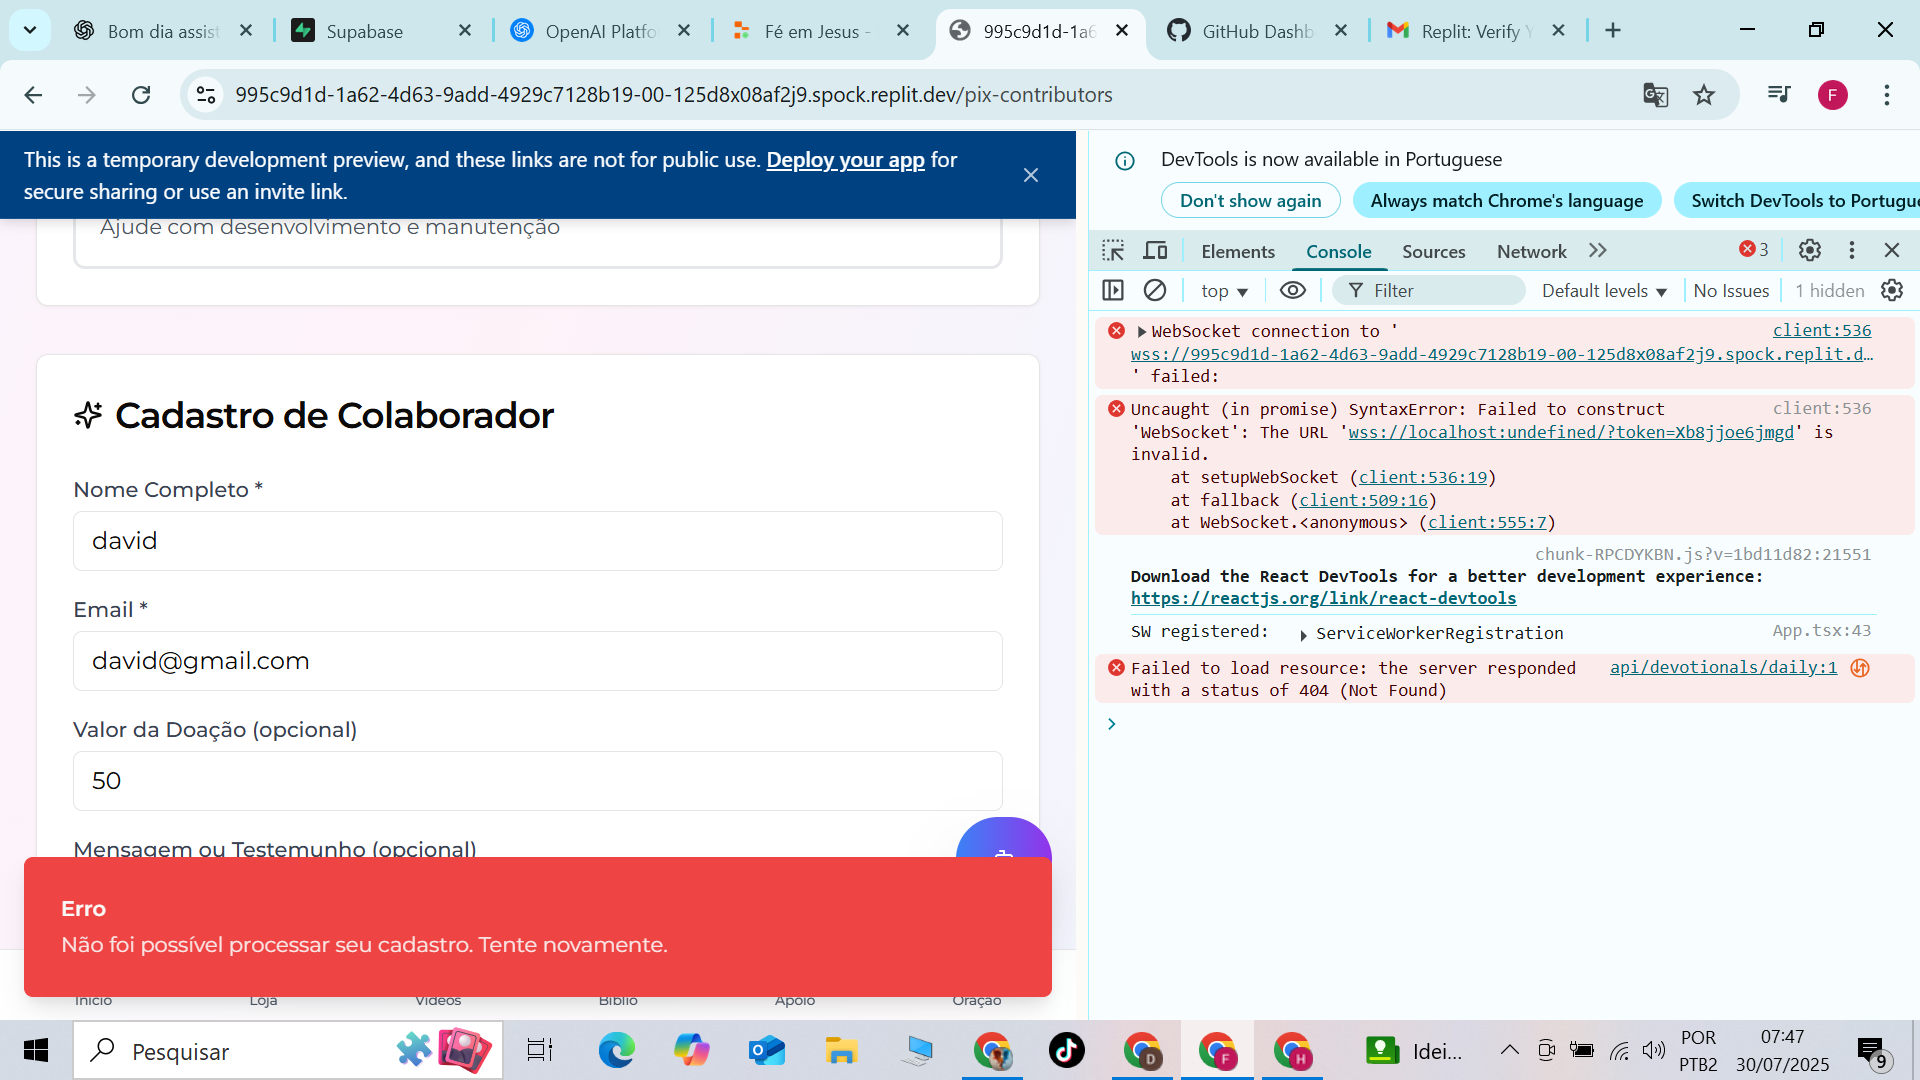 Bom dia assist
Supabase
OpenAI Platfo
Fé em Jesus -
995c9d1d-1a6
GitHub Dashb
Replit: Verify Y
995c9d1d-1a62-4d63-9add-4929c7128b19-00-125d8x08af2j9.spock.replit.dev/pix-contributors
F
This is a temporary development preview, and these links are not for public use. Deploy your app for
secure sharing or use an invite link.
Ajude com desenvolvimento e manutenção
Cadastro de Colaborador
Nome Completo *
david
Email *
david@gmail.com
Valor da Doação (opcional)
50
Mensagem ou Testemunho (opcional)
Erro
Não foi possível processar seu cadastro. Tente novamente.
Início
Loja
Vídeos
Bíblio
Apoio
Oração
DevTools is now available in Portuguese
Don't show again
Always match Chrome's language
Switch DevTools to Portugue
Elements
Console
Sources
Network
3
top
Filter
Default levels
No Issues
1 hidden
WebSocket connection to ' client:536
wss://995c9d1d-1a62-4d63-9add-4929c7128b19-00-125d8x08af2j9.spock.replit.d…
' failed:
Uncaught (in promise) SyntaxError: Failed to construct client:536
'WebSocket': The URL 'wss://localhost:undefined/?token=Xb8jjoe6jmgd' is
invalid.
at setupWebSocket (client:536:19)
at fallback (client:509:16)
at WebSocket.<anonymous> (client:555:7)
chunk-RPCDYKBN.js?v=1bd11d82:21551
Download the React DevTools for a better development experience:
https://reactjs.org/link/react-devtools
SW registered: ServiceWorkerRegistration App.tsx:43
Failed to load resource: the server responded api/devotionals/daily:1
with a status of 404 (Not Found)
Pesquisar
D
F
H
Idei...
POR
PTB2
07:47
30/07/2025
9